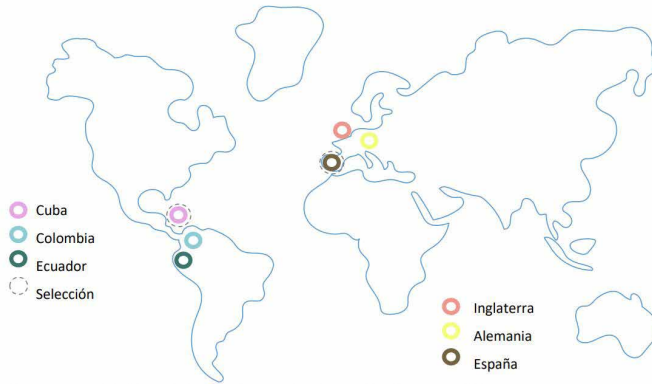 Cuba
Colombia
Ecuador
Selección
Inglaterra
Alemania
España